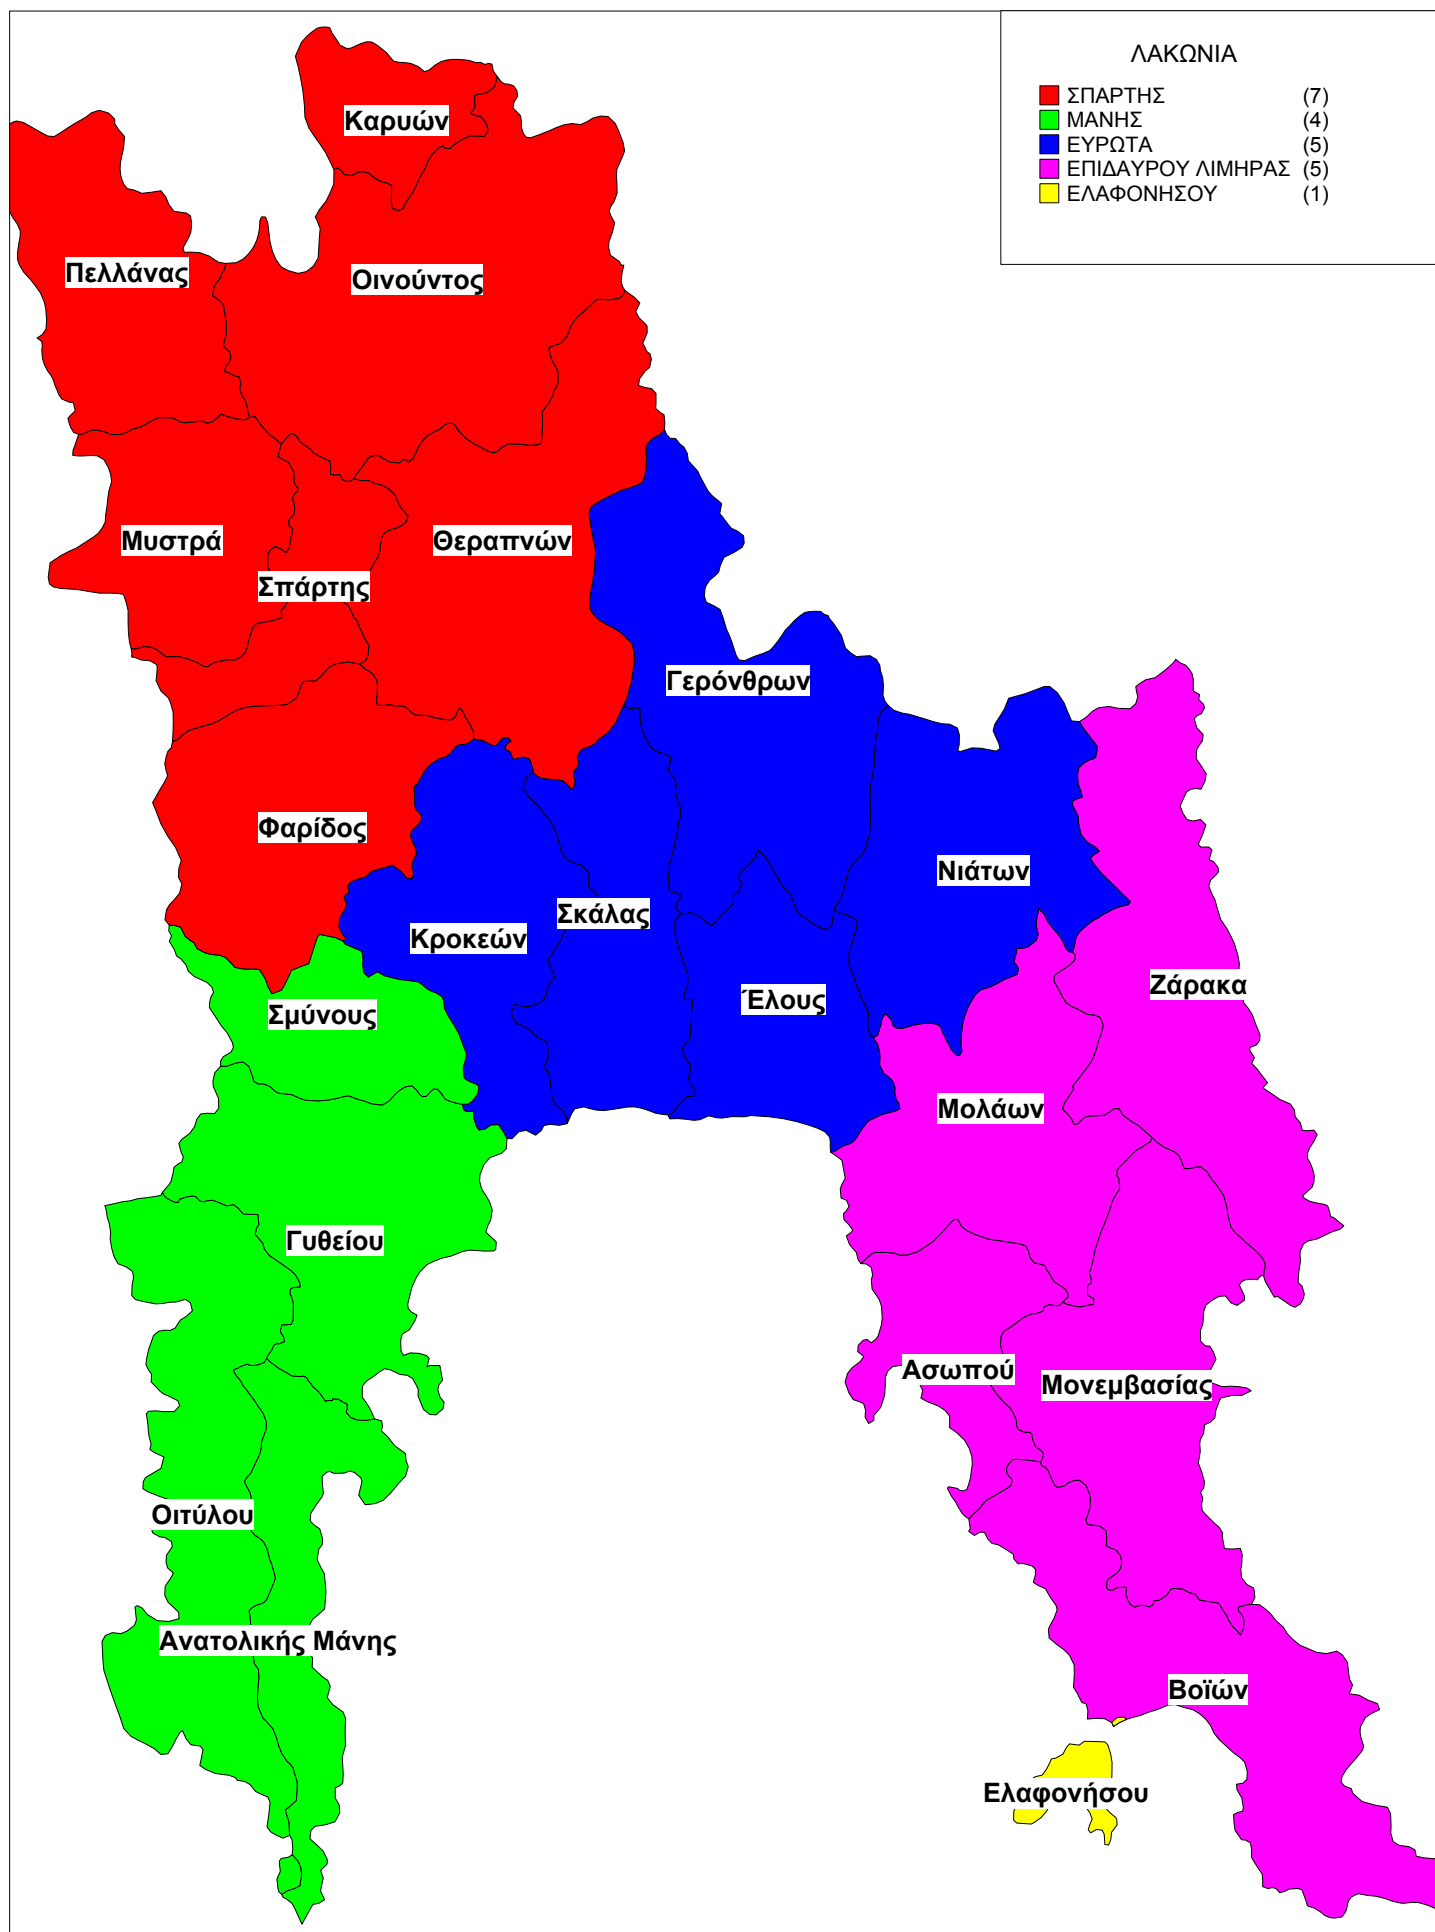 ΛΑΚΩΝΙΑ
ΣΠΑΡΤΗΣ (7)
ΜΑΝΗΣ (4)
ΕΥΡΩΤΑ (5)
ΕΠΙΔΑΥΡΟΥ ΛΙΜΗΡΑΣ (5)
ΕΛΑΦΟΝΗΣΟΥ (1)
Καρυών
Πελλάνας
Οινούντος
Μυστρά
Θεραπνών
Σπάρτης
Γερόνθρων
Φαρίδος
Νιάτων
Σκάλας
Κροκεών
Ζάρακα
Έλους
Σμύνους
Μολάων
Γυθείου
Ασωπού
Μονεμβασίας
Οιτύλου
Ανατολικής Μάνης
Βοϊών
Ελαφονήσου